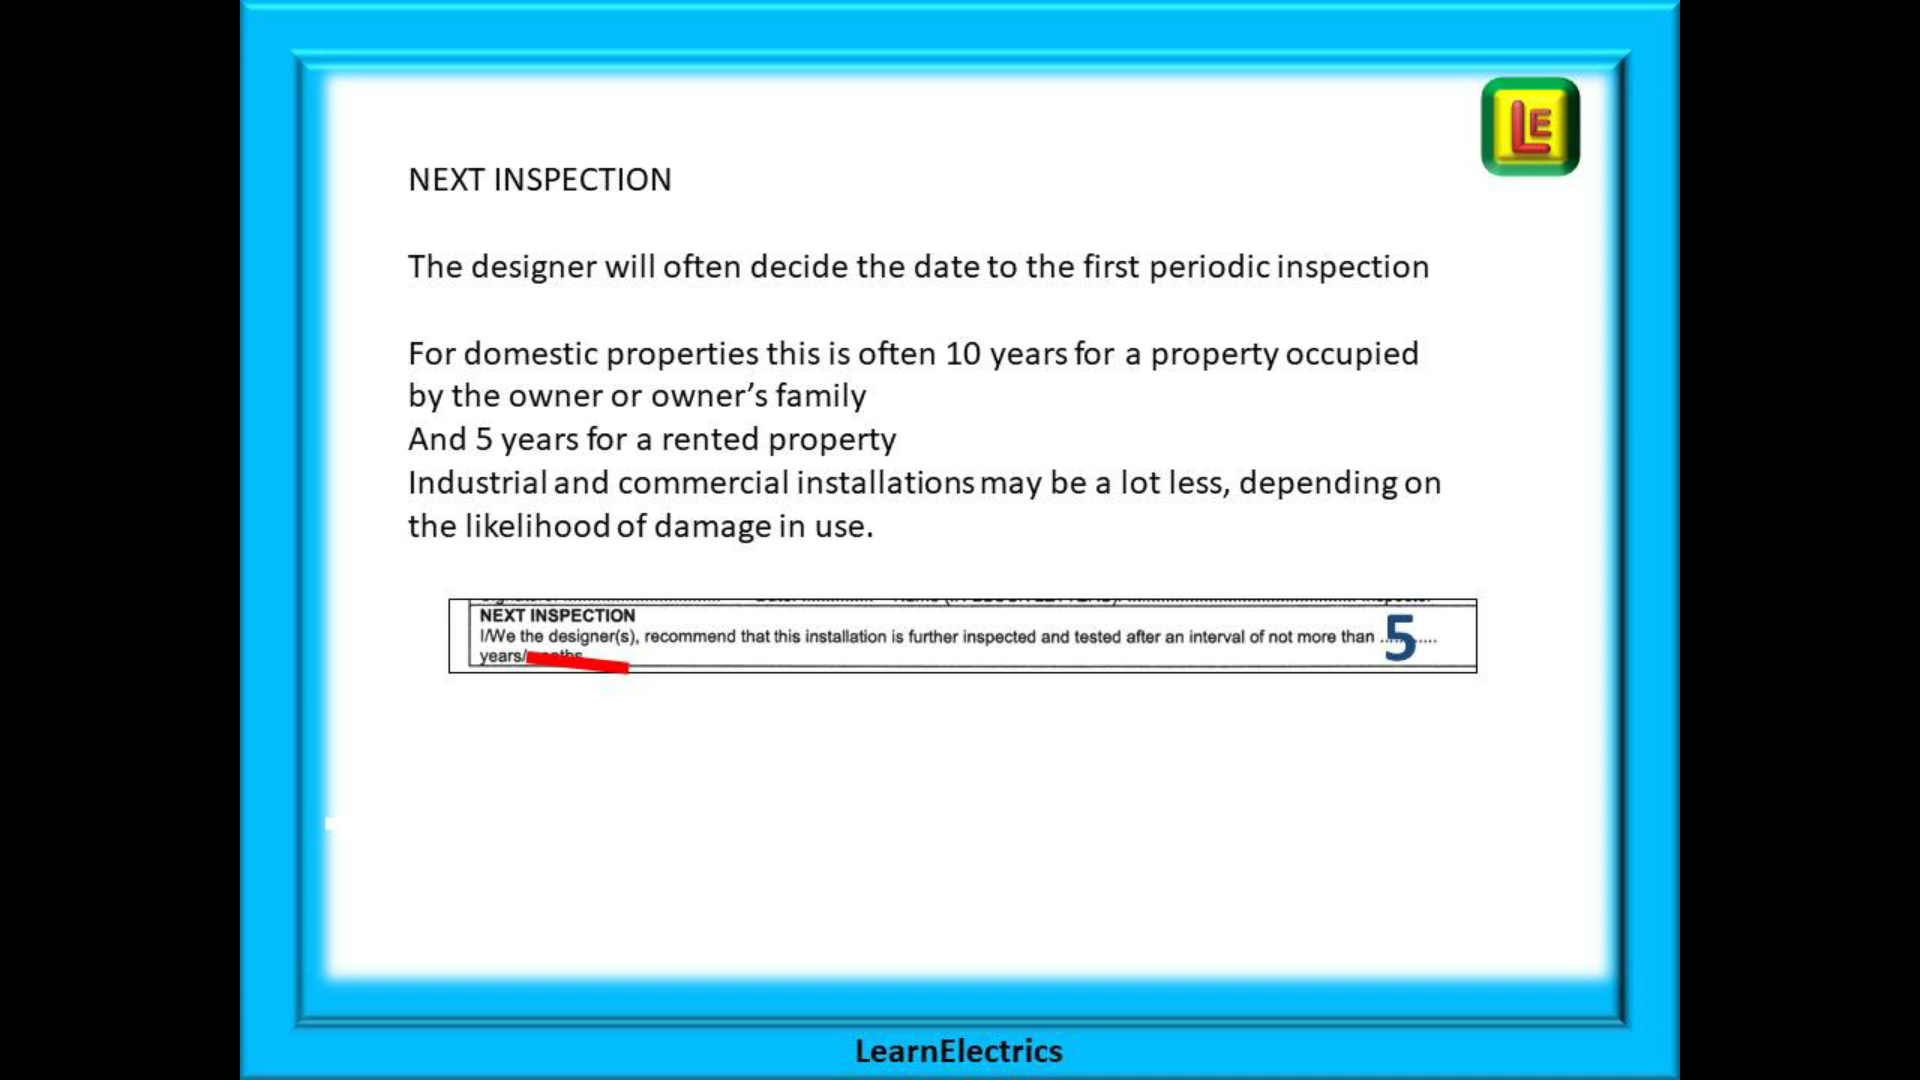 LE
NEXT INSPECTION
The designer will often decide the date to the first periodic inspection
For domestic properties this is often 10 years for a property occupied
by the owner or owner’s family
And 5 years for a rented property
Industrial and commercial installations may be a lot less, depending on
the likelihood of damage in use.
NEXT INSPECTION
I/We the designer(s), recommend that this installation is further inspected and tested after an interval of not more than ....5....
years/
LearnElectrics